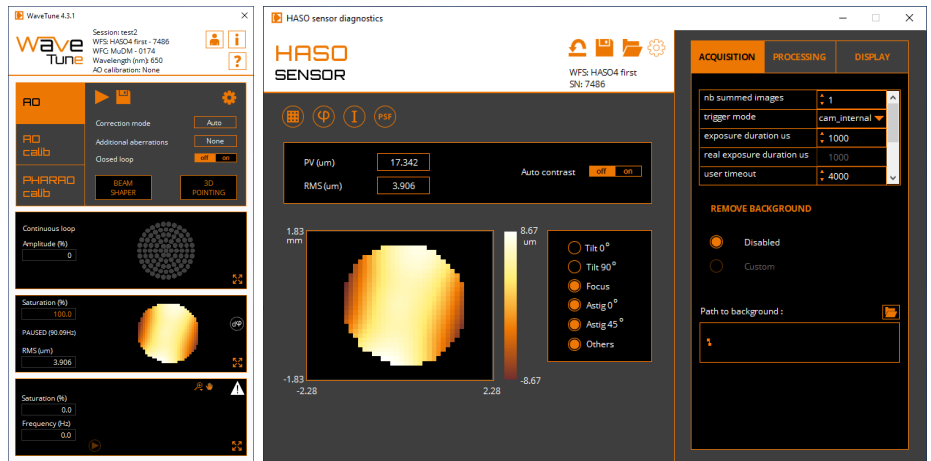 WaveTune 4.3.1
Wave
Tune
Session: test2
WFS: HASO4 first - 7486
WFC: MuDM - 0174
Wavelength (nm): 650
AO calibration: None
i
?
AO
AO
calib
PHARAO
calib
Correction mode
Auto
Additional aberrations
None
Closed loop
off on
BEAM
SHAPER
3D
POINTING
Continuous loop
Amplitude (%)
0
Saturation (%)
100.0
PAUSED (90.09Hz)
RMS (um)
3.906
Saturation (%)
0.0
Frequency (Hz)
0.0
HASO sensor diagnostics
HASO
SENSOR
WFS: HASO4 first
SN: 7486
φ
I
PSF
PV (um)
17.342
RMS (um)
3.906
Auto contrast
off on
1.83
mm
-1.83
-2.28
2.28
8.67
um
-8.67
Tilt 0°
Tilt 90°
Focus
Astig 0°
Astig 45°
Others
ACQUISITION PROCESSING DISPLAY
nb summed images 1
trigger mode cam_internal
exposure duration us 1000
real exposure duration us 1000
user timeout 4000
REMOVE BACKGROUND
Disabled
Custom
Path to background :